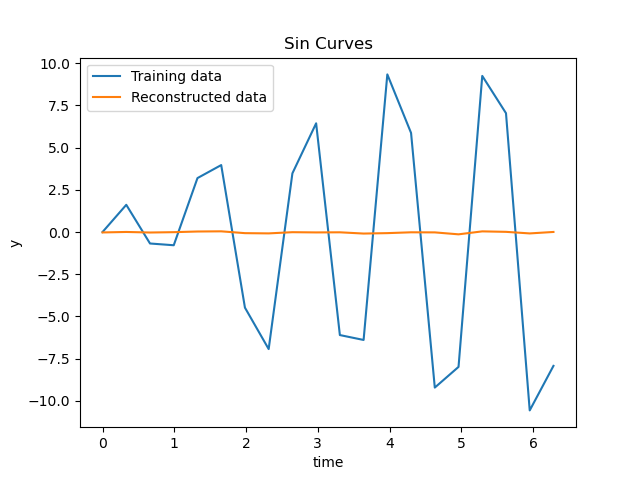 Sin Curves
Training data
Reconstructed data
10.0
7.5
5.0
2.5
0.0
−2.5
−5.0
−7.5
−10.0
y
0 1 2 3 4 5 6
time